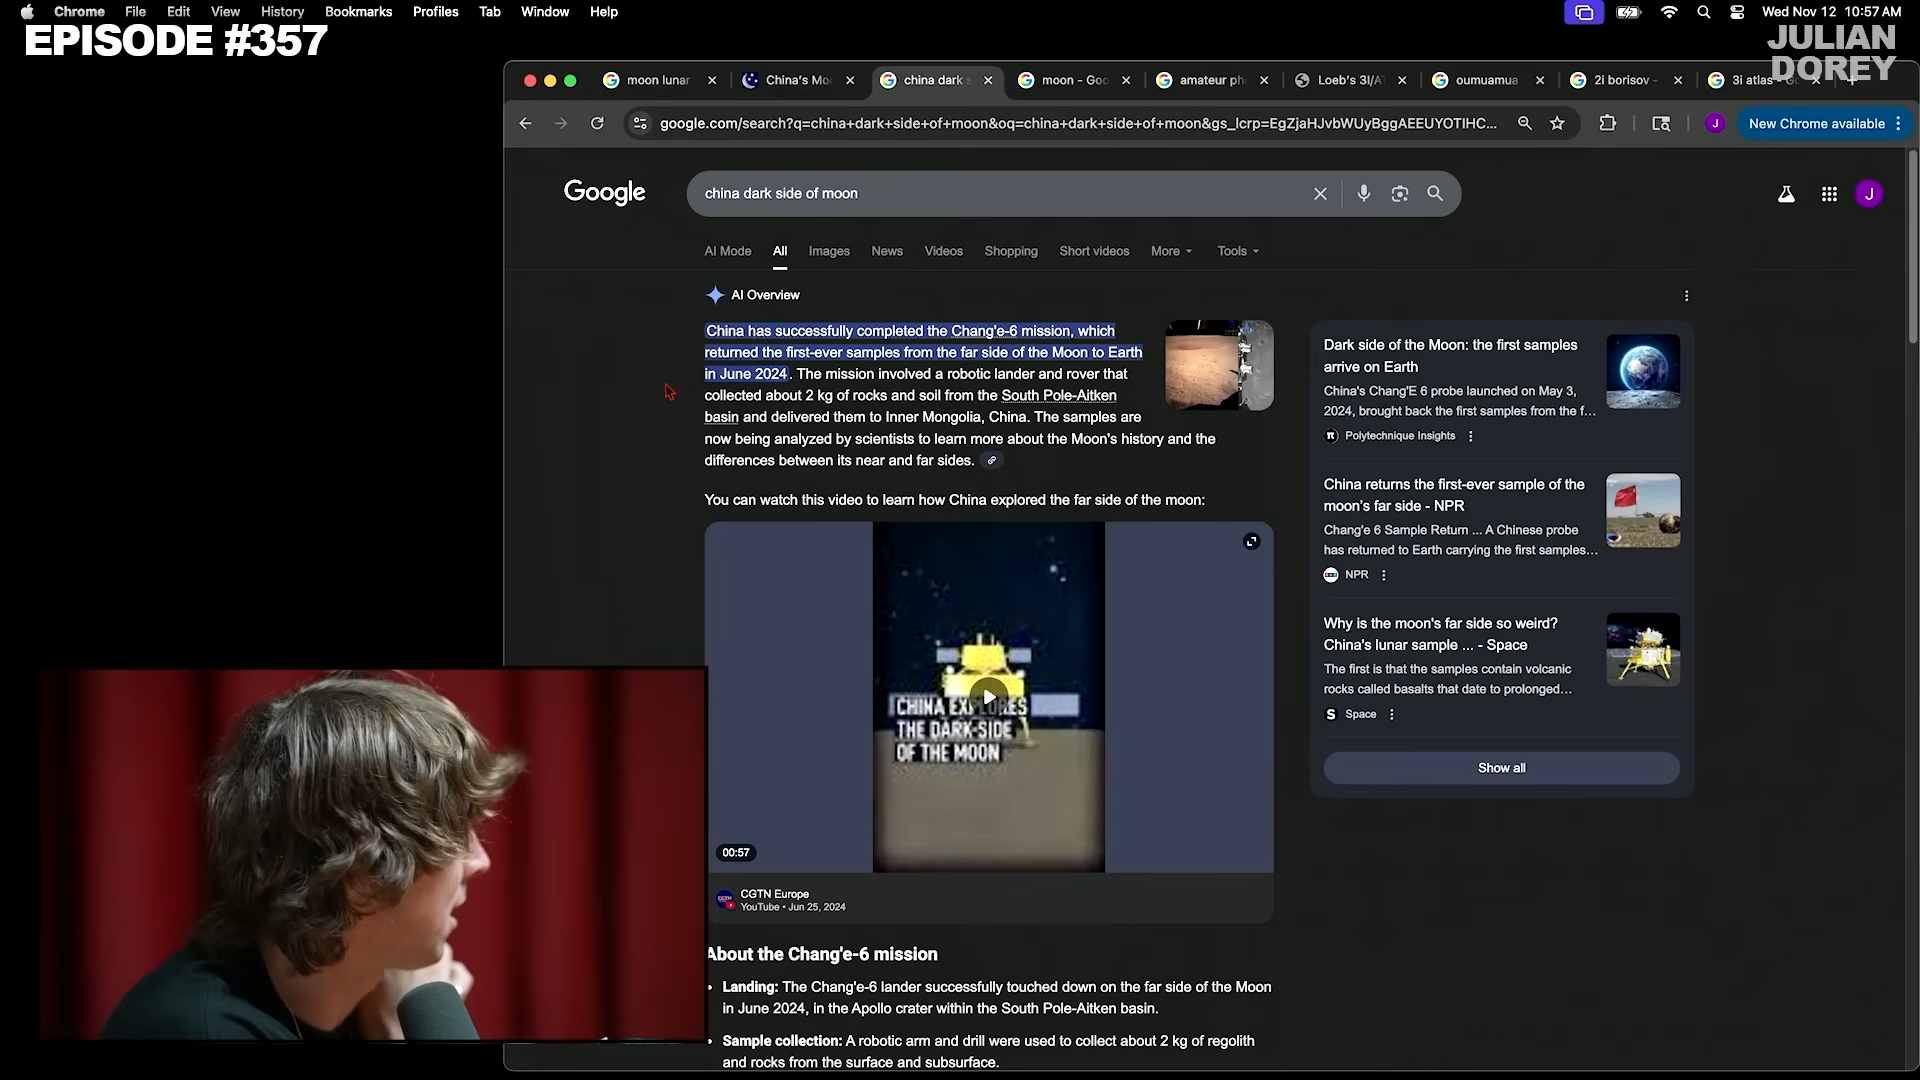 Chrome File Edit View History Bookmarks Profiles Tab Window Help
Wed Nov 12 10:57 AM
EPISODE #357
JULIAN
DOREY
moon lunar
China's Mo
china dark s
moon - Goo
amateur ph
Loeb's 3I/A
oumuamua
2i borisov -
3i atlas - G
google.com/search?q=china+dark+side+of+moon&oq=china+dark+side+of+moon&gs_lcrp=EgZjaHJvbWUyBggAEEUYOTIHC...
J
New Chrome available
Google
china dark side of moon
J
AI Mode All Images News Videos Shopping Short videos More Tools
AI Overview
China has successfully completed the Chang'e-6 mission, which
returned the first-ever samples from the far side of the Moon to Earth
in June 2024. The mission involved a robotic lander and rover that
collected about 2 kg of rocks and soil from the South Pole-Aitken
basin and delivered them to Inner Mongolia, China. The samples are
now being analyzed by scientists to learn more about the Moon's history and the
differences between its near and far sides.
You can watch this video to learn how China explored the far side of the moon:
CHINA EXPLORES
THE DARK-SIDE
OF THE MOON
00:57
CGTN Europe
YouTube • Jun 25, 2024
About the Chang'e-6 mission
• Landing: The Chang'e-6 lander successfully touched down on the far side of the Moon
in June 2024, in the Apollo crater within the South Pole-Aitken basin.
• Sample collection: A robotic arm and drill were used to collect about 2 kg of regolith
and rocks from the surface and subsurface.
Dark side of the Moon: the first samples
arrive on Earth
China's Chang'E 6 probe launched on May 3,
2024, brought back the first samples from the f...
Polytechnique Insights
China returns the first-ever sample of the
moon's far side - NPR
Chang'e 6 Sample Return ... A Chinese probe
has returned to Earth carrying the first samples...
NPR
Why is the moon's far side so weird?
China's lunar sample ... - Space
The first is that the samples contain volcanic
rocks called basalts that date to prolonged...
S Space
Show all